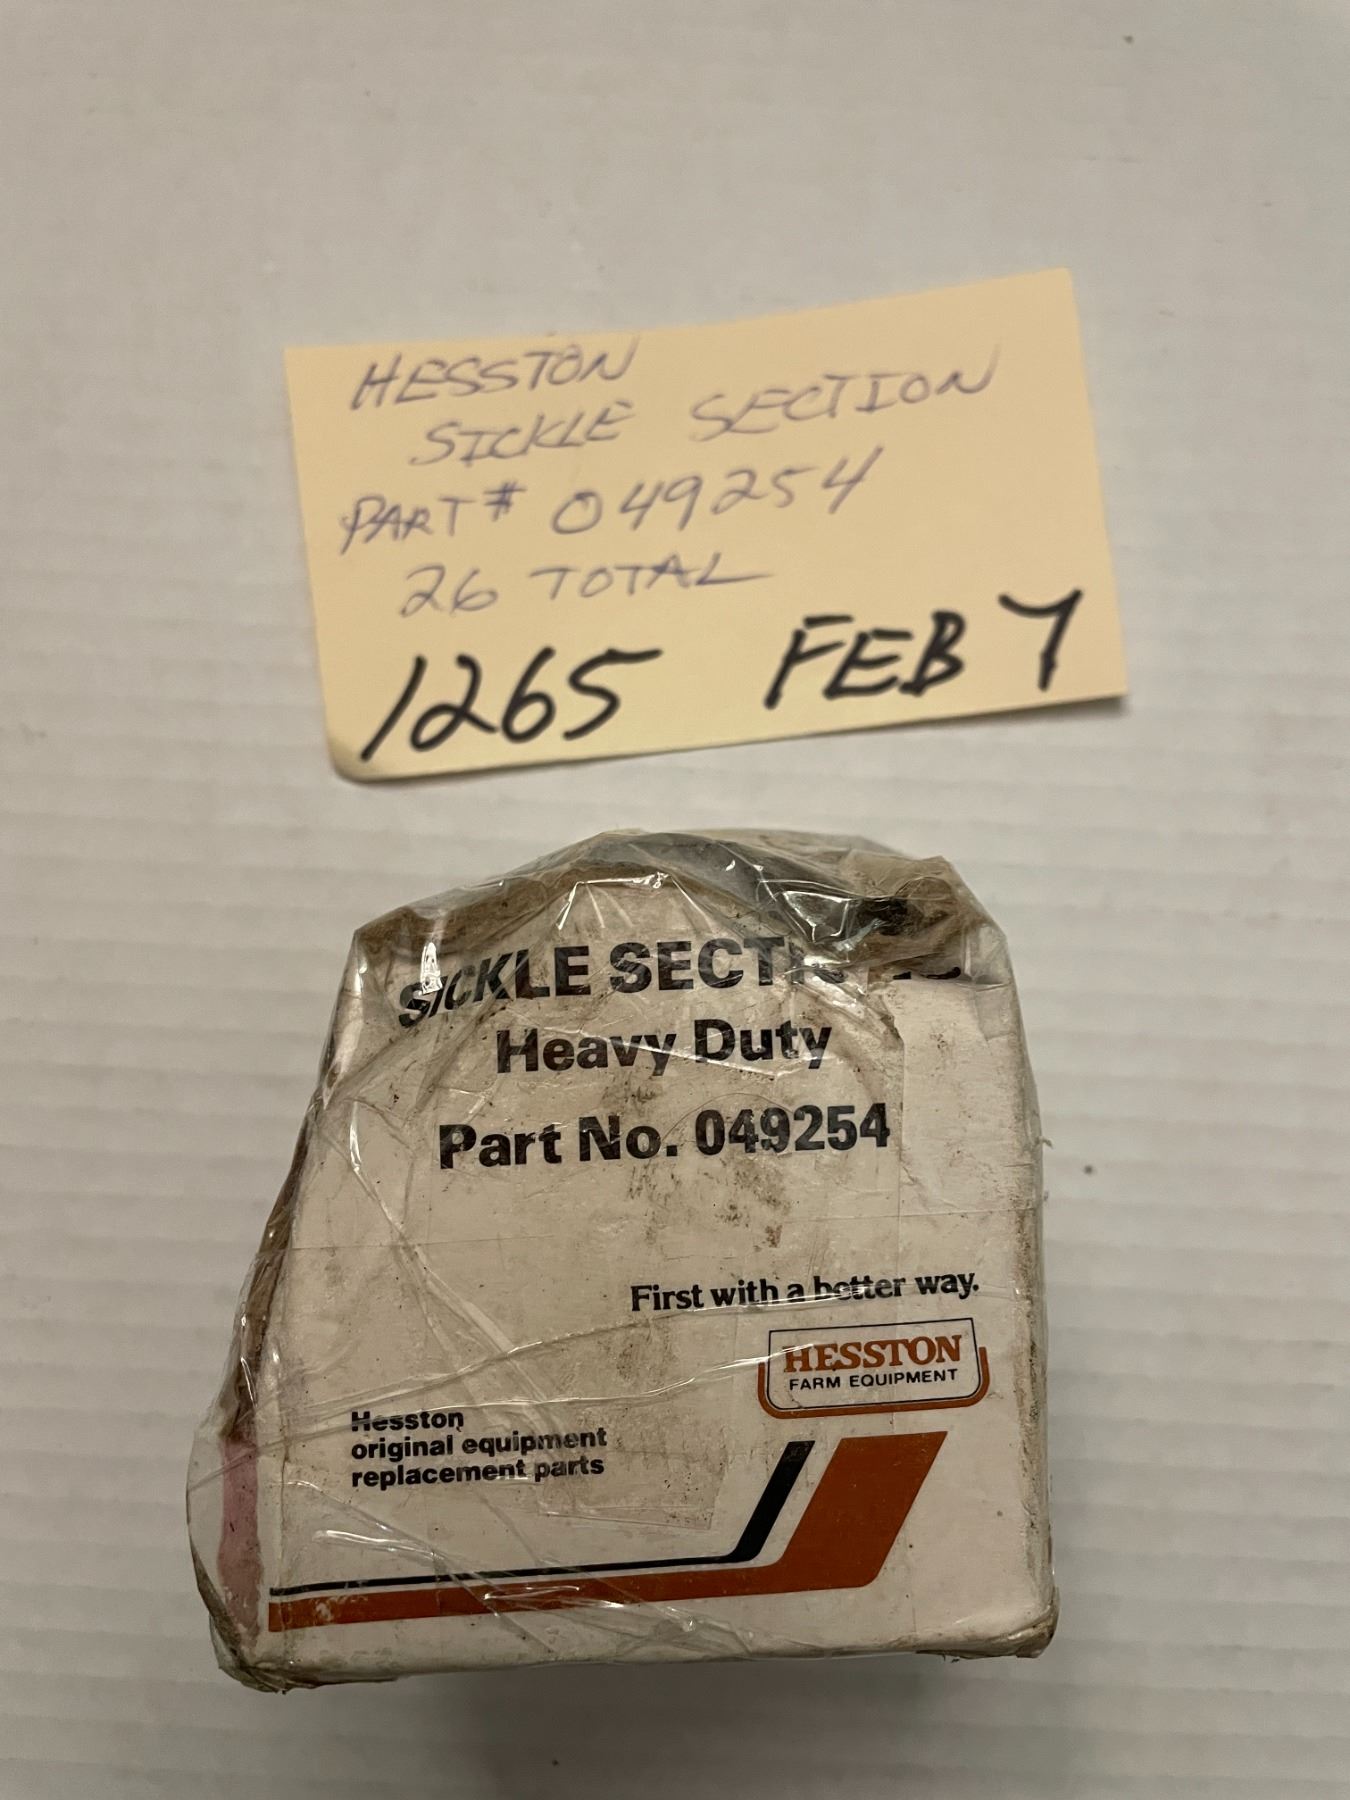 HESSTON
SICKLE SECTION
PART # 049254
26 TOTAL
1265 FEB 7
SICKLE
Heavy Duty
Part No. 049254
First with a better way.
HESSTON
FARM EQUIPMENT
Hesston
original equipment
replacement parts